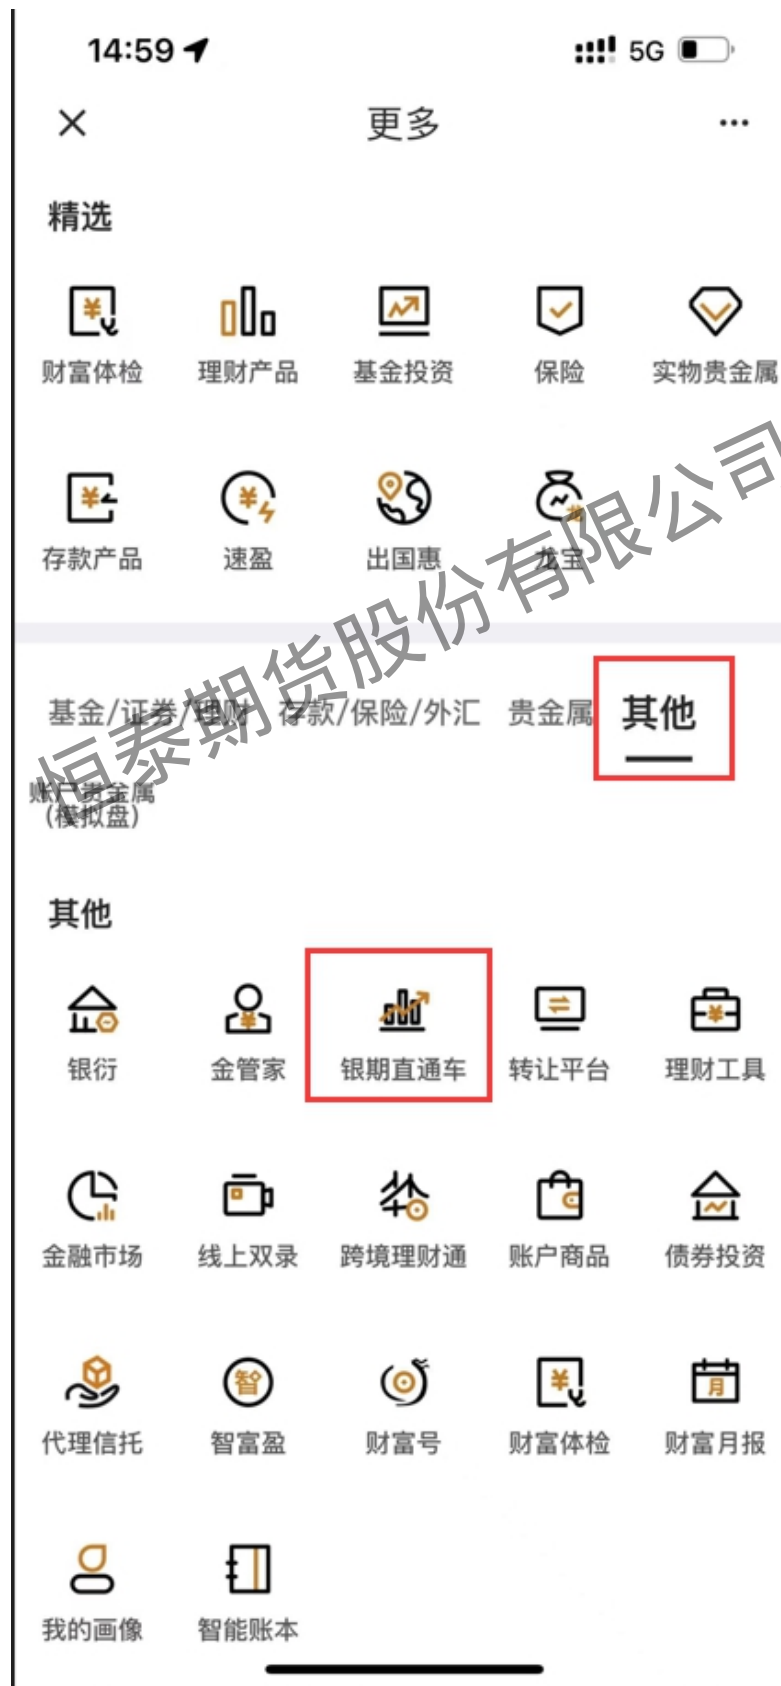 14:59 5G
更多
精选
财富体检 理财产品 基金投资 保险 实物贵金属
存款产品 速盈 出国惠 龙宝
恒泰期货股份有限公司
基金/证券/理财 存款/保险/外汇 贵金属 其他
账户贵金属
(模拟盘)
其他
银衍 金管家 银期直通车 转让平台 理财工具
金融市场 线上双录 跨境理财通 账户商品 债券投资
智
月
代理信托 智富盈 财富号 财富体检 财富月报
我的画像 智能账本